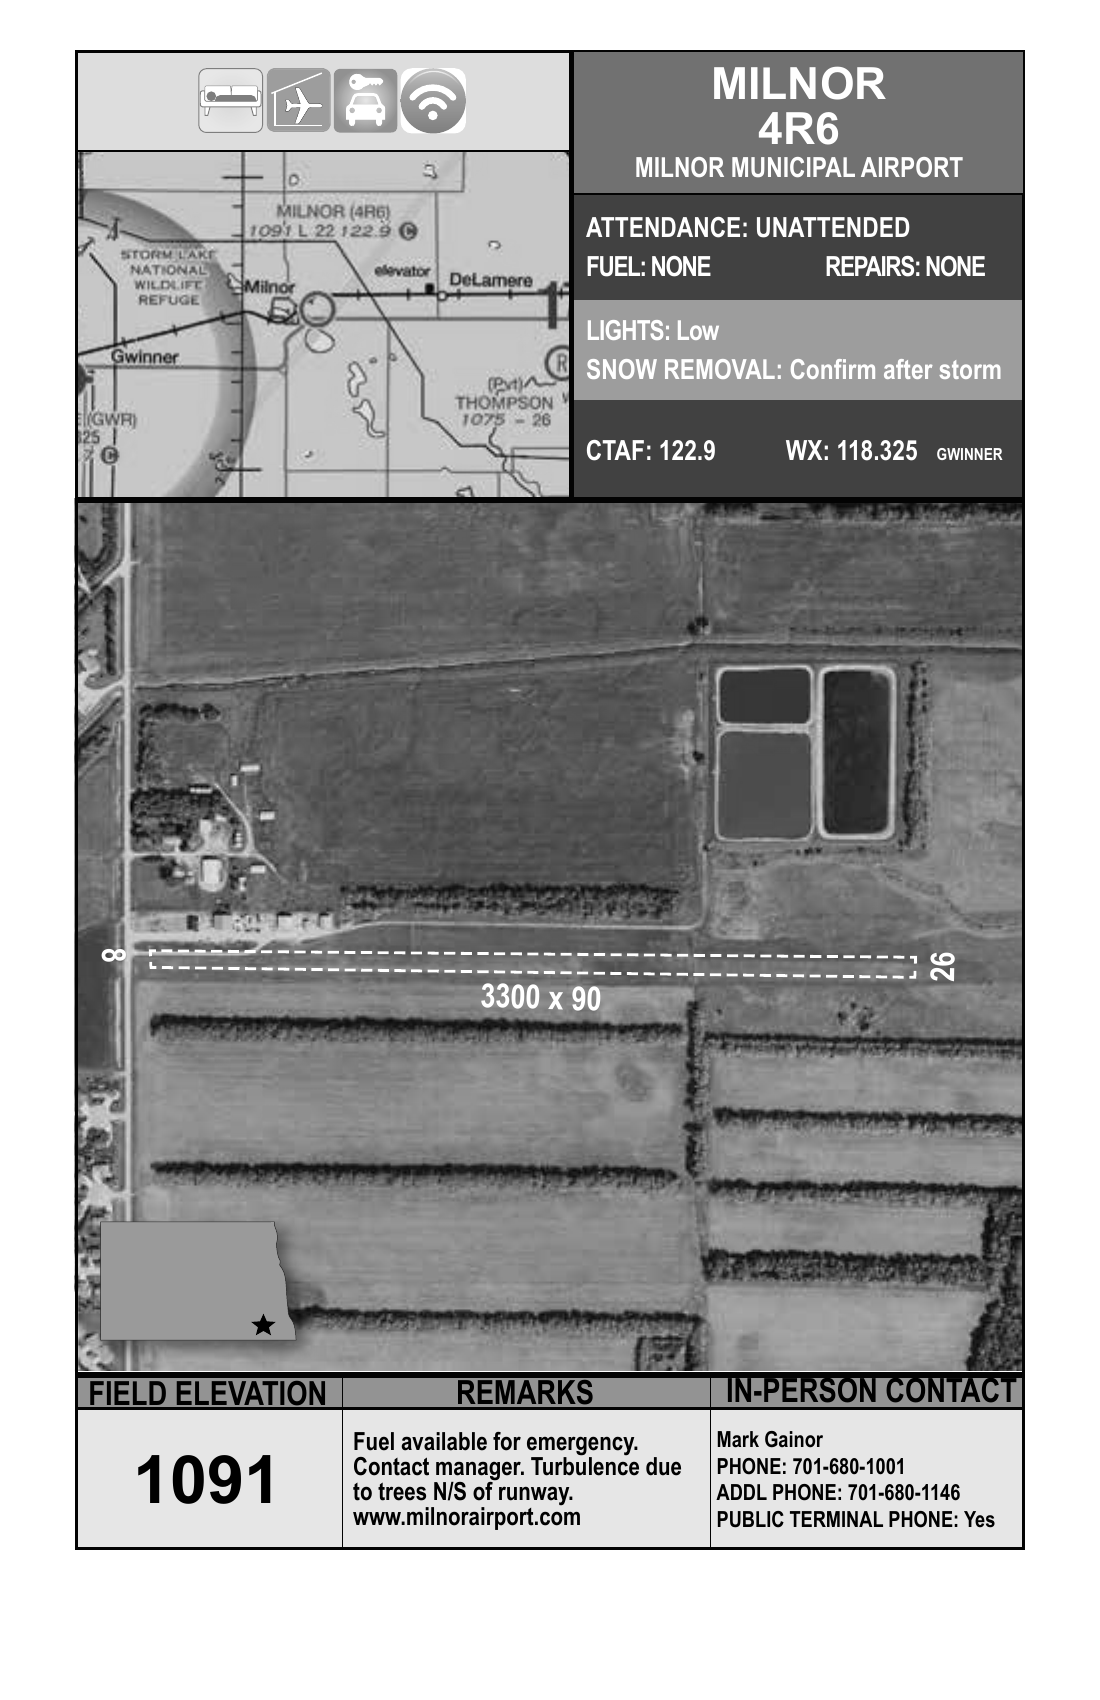 MILNOR
4R6
MILNOR MUNICIPAL AIRPORT
MILNOR (4R6)
1091 L 22 122.9 C
STORM LAKE
NATIONAL
WILDLIFE
REFUGE
Milnor
elevator
DeLamere
1
Gwinner
R
(Pvt)
THOMPSON
1075 - 26
(GWR)
C
ATTENDANCE: UNATTENDED
FUEL: NONE REPAIRS: NONE
LIGHTS: Low
SNOW REMOVAL: Confirm after storm
CTAF: 122.9 WX: 118.325 GWINNER
8
26
3300 x 90
FIELD ELEVATION
1091
REMARKS
Fuel available for emergency.
Contact manager. Turbulence due
to trees N/S of runway.
www.milnorairport.com
IN-PERSON CONTACT
Mark Gainor
PHONE: 701-680-1001
ADDL PHONE: 701-680-1146
PUBLIC TERMINAL PHONE: Yes